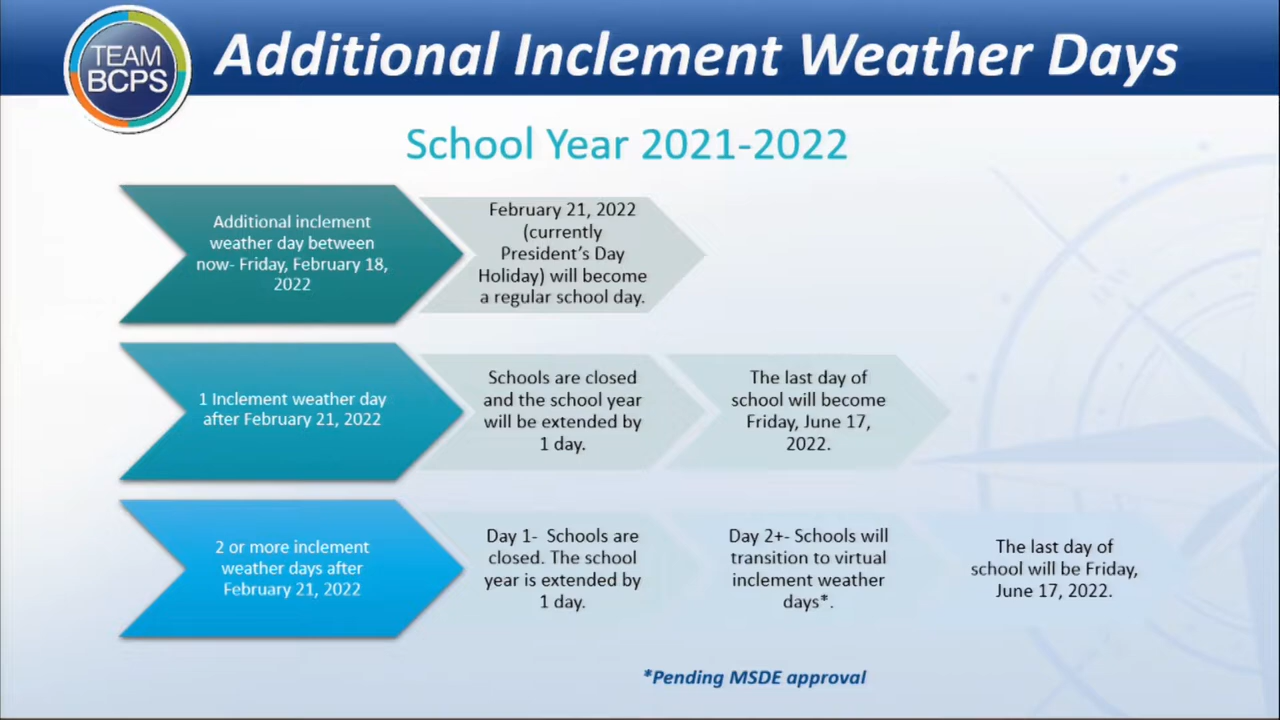 TEAM
BCPS
Additional Inclement Weather Days
School Year 2021-2022
Additional inclement
weather day between
now- Friday, February 18,
2022
February 21, 2022
(currently
President's Day
Holiday) will become
a regular school day.
1 Inclement weather day
after February 21, 2022
Schools are closed
and the school year
will be extended by
1 day.
The last day of
school will become
Friday, June 17,
2022.
2 or more inclement
weather days after
February 21, 2022
Day 1-  Schools are
closed. The school
year is extended by
1 day.
Day 2+- Schools will
transition to virtual
inclement weather
days*.
The last day of
school will be Friday,
June 17, 2022.
*Pending MSDE approval